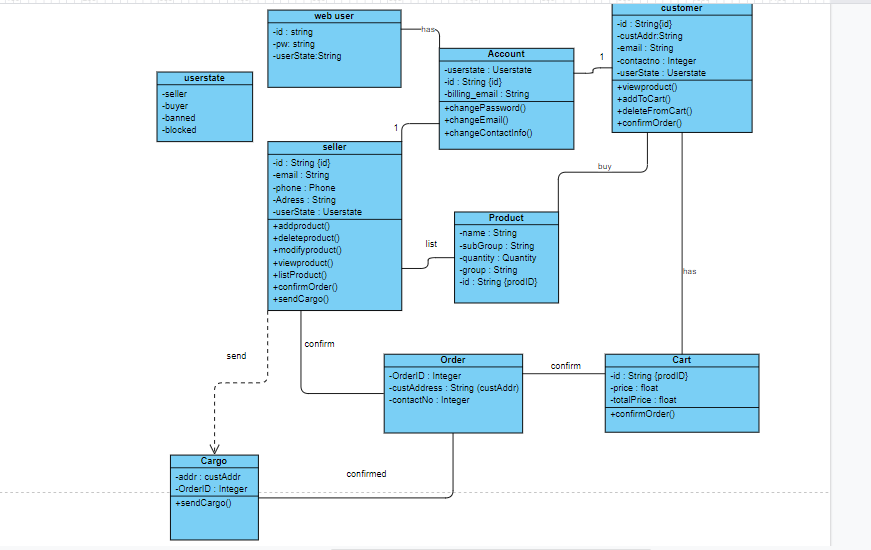 web user
-id : string
-pw: string
-userState:String
has
customer
-id : String{id}
-custAddr:String
-email : String
-contactno : Integer
-userState : Userstate
+viewproduct()
+addToCart()
+deleteFromCart()
+confirmOrder()
Account
-userstate : Userstate
-id : String {id}
-billing_email : String
+changePassword()
+changeEmail()
+changeContactInfo()
1
1
userstate
-seller
-buyer
-banned
-blocked
seller
-id : String {id}
-email : String
-phone : Phone
-Adress : String
-userState : Userstate
+addproduct()
+deleteproduct()
+modifyproduct()
+viewproduct()
+listProduct()
+confirmOrder()
+sendCargo()
buy
Product
-name : String
-subGroup : String
-quantity : Quantity
-group : String
-id : String {prodID}
list
has
send
confirm
Order
-OrderID : Integer
-custAddress : String (custAddr)
-contactNo : Integer
confirm
Cart
-id : String {prodID}
-price : float
-totalPrice : float
+confirmOrder()
Cargo
-addr : custAddr
-OrderID : Integer
+sendCargo()
confirmed